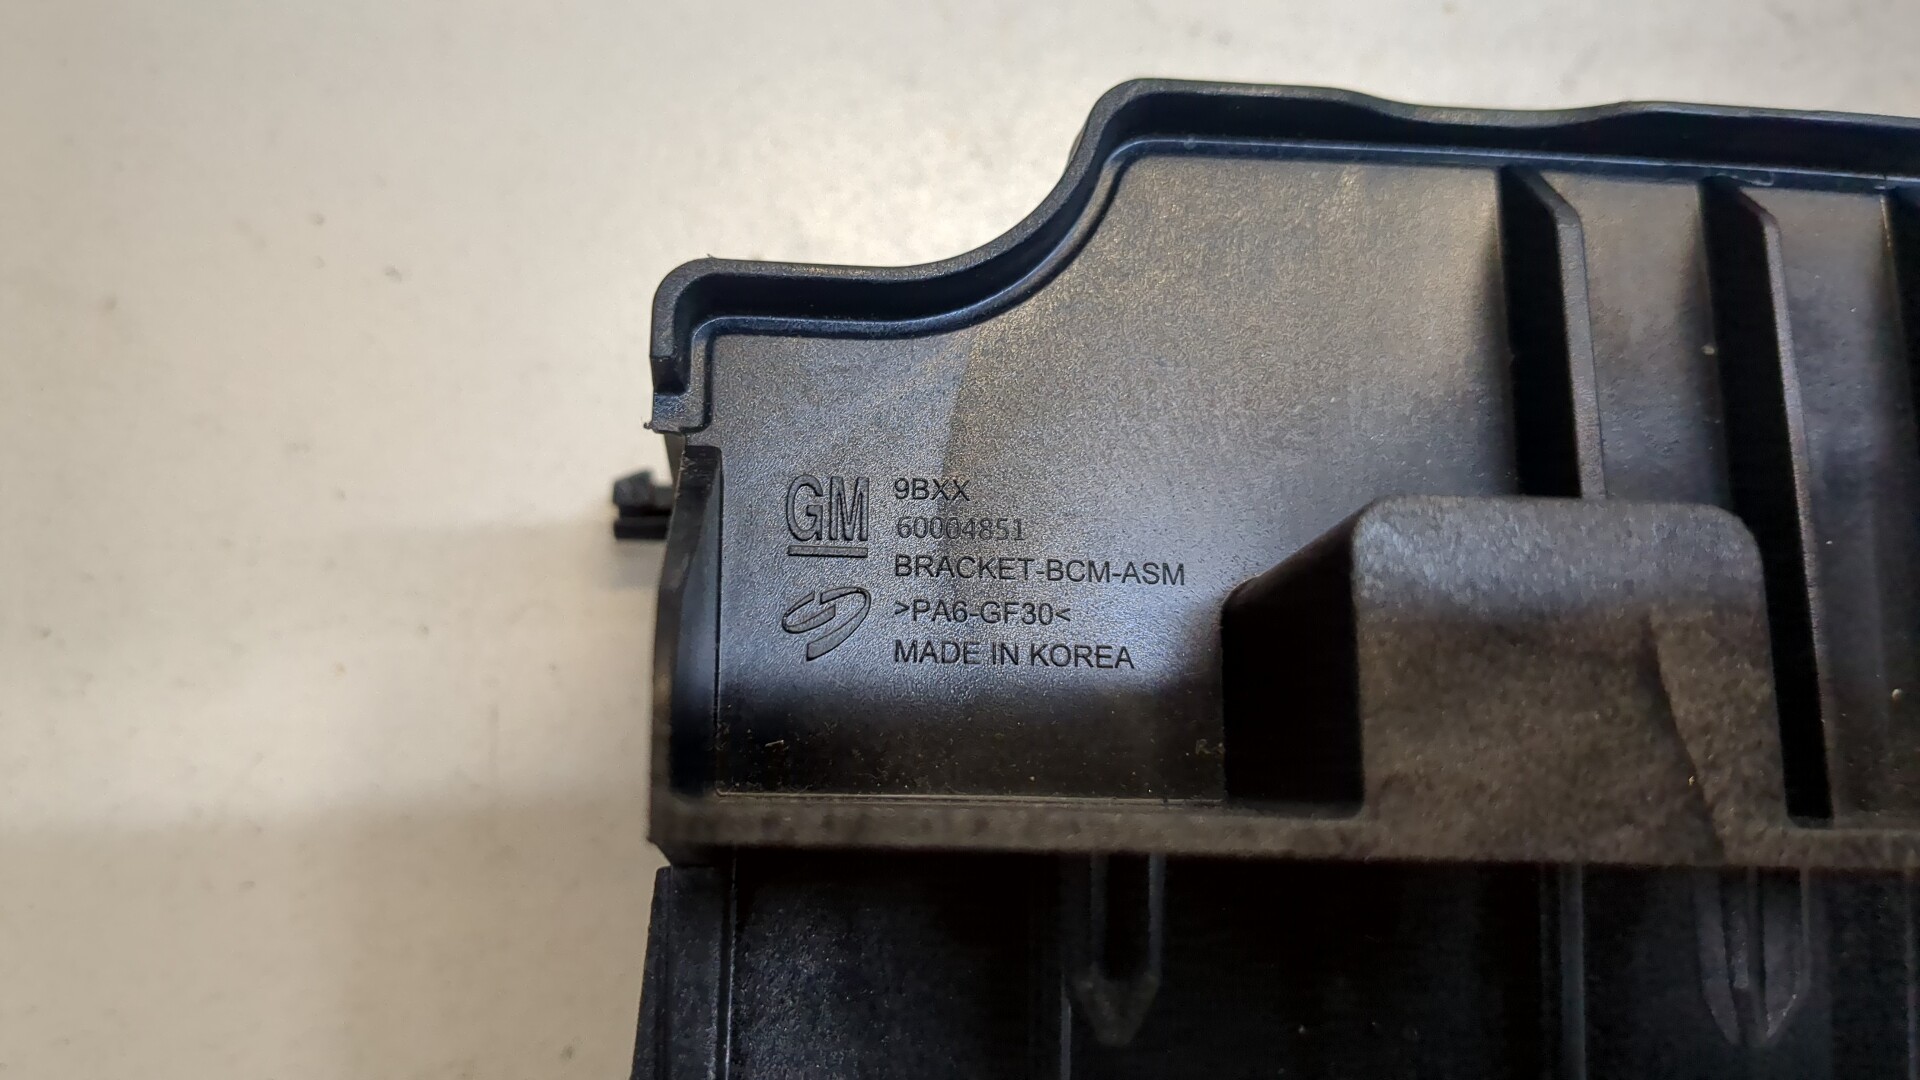 GM
9BXX
60004851
BRACKET-BCM-ASM
>PA6-GF30<
MADE IN KOREA